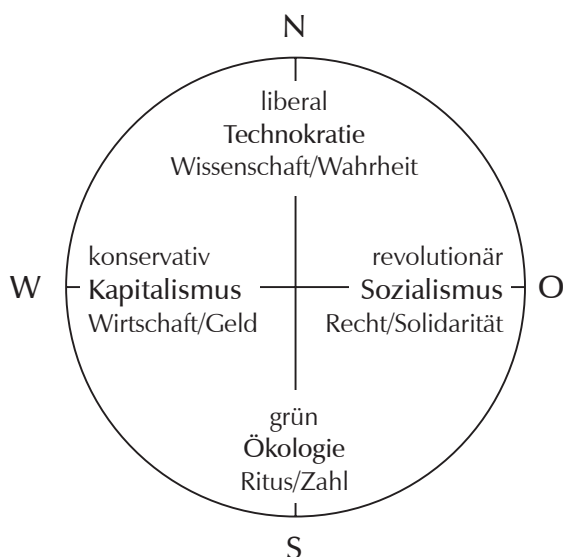 N
liberal
Technokratie
Wissenschaft/Wahrheit
konservativ
Kapitalismus
Wirtschaft/Geld
W
revolutionär
Sozialismus
Recht/Solidarität
O
grün
Ökologie
Ritus/Zahl
S